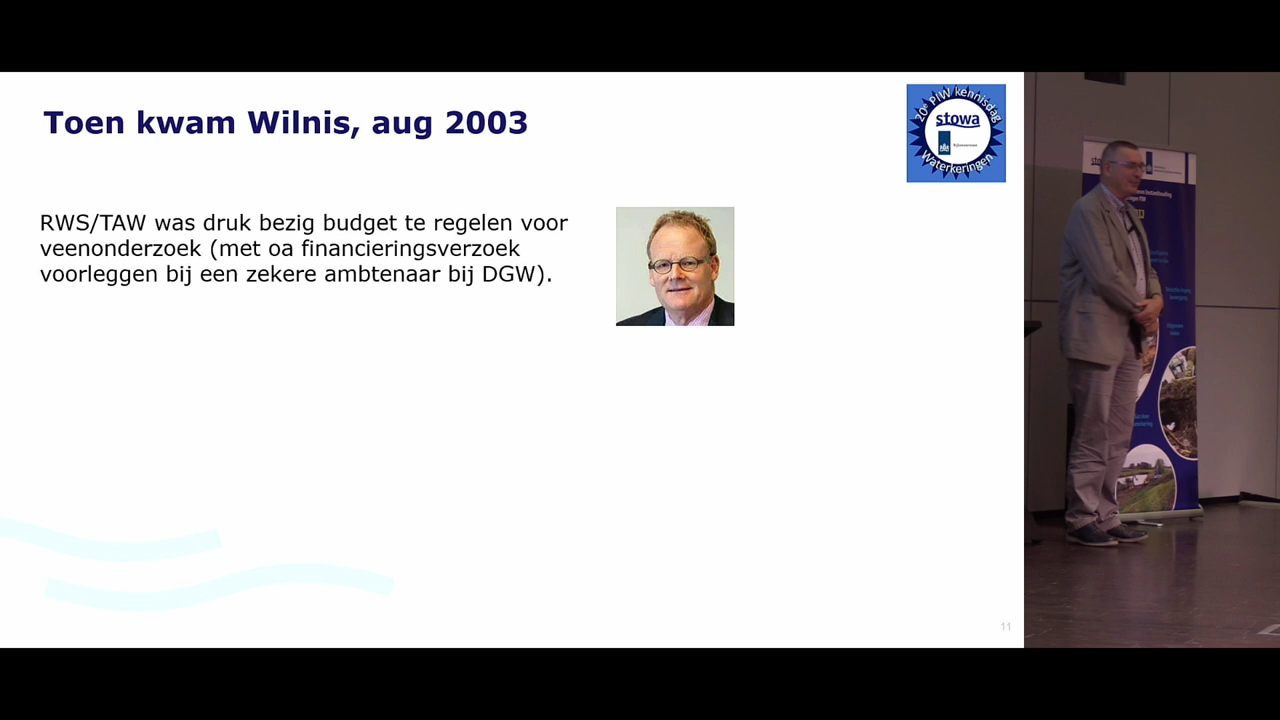 Toen kwam Wilnis, aug 2003
20e PIW kennisdag
stowa
Rijkswaterstaat
Waterkeringen
RWS/TAW was druk bezig budget te regelen voor
veenonderzoek (met oa financieringsverzoek
voorleggen bij een zekere ambtenaar bij DGW).
11